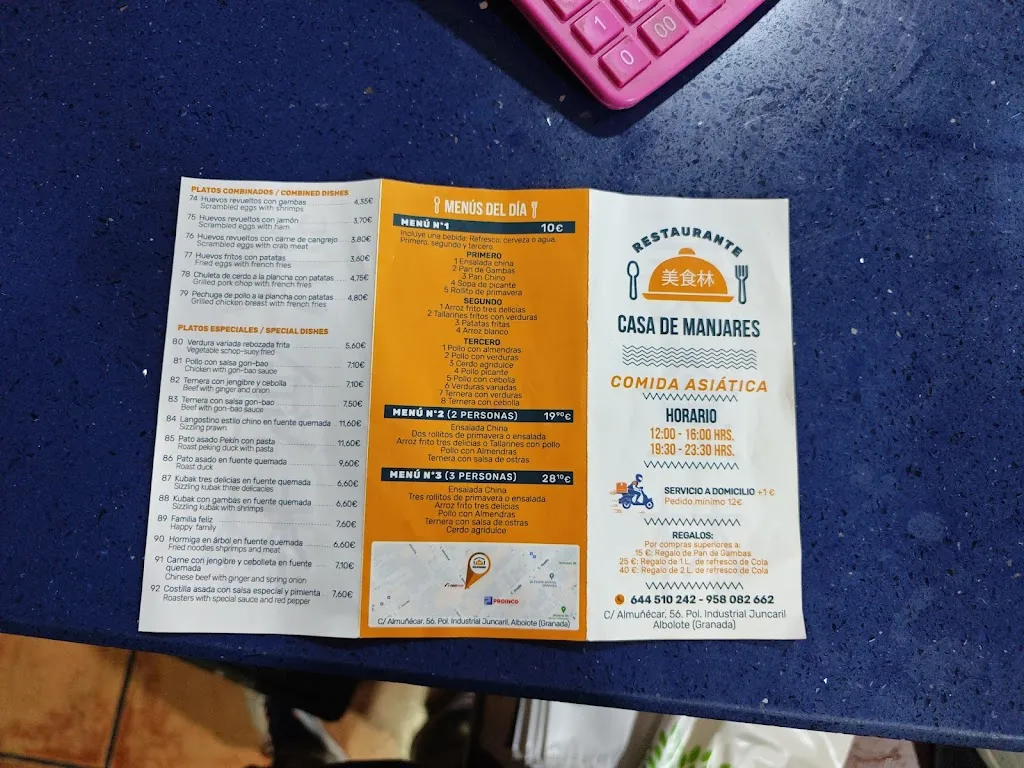 1
00
0
PLATOS COMBINADOS / COMBINED DISHES
74 Huevos revueltos con gambas 4,35€
Scrambled eggs with shrimps
75 Huevos revueltos con jamón 3,70€
Scrambled eggs with ham
76 Huevos revueltos con carne de cangrejo 3,80€
Scrambled eggs with crab meat
77 Huevos fritos con patatas 3,60€
Fried eggs with french fries
78 Chuleta de cerdo a la plancha con patatas 4,75€
Grilled pork chop with french fries
79 Pechuga de pollo a la plancha con patatas 4,80€
Grilled chicken breast with french fries
PLATOS ESPECIALES / SPECIAL DISHES
80 Verdura variada rebozada frita 5,60€
Vegetable schop-suey fried
81 Pollo con salsa gon-bao 7,10€
Chicken with gon-bao sauce
82 Ternera con jengibre y cebolla 7,10€
Beef with ginger and onion
83 Ternera con salsa gon-bao 7,50€
Beef with gon-bao sauce
84 Langostino estilo chino en fuente quemada 11,60€
Sizzling prawn
85 Pato asado Pekín con pasta 11,60€
Roast peking duck with pasta
86 Pato asado en fuente quemada 9,60€
Roast duck
87 Kubak tres delicias en fuente quemada 6,60€
Sizzling kubak three delicacies
88 Kubak con gambas en fuente quemada 6,60€
Sizzling kubak with shrimps
89 Familia feliz 7,60€
Happy family
90 Hormiga en árbol en fuente quemada 6,60€
Fried noodles shprimps and meat
91 Carne con jengibre y cebolleta en fuente quemada 7,10€
Chinese beef with ginger and spring onion
92 Costilla asada con salsa especial y pimienta 7,60€
Roasters with special sauce and red pepper
MENÚS DEL DÍA
MENÚ Nº1 10€
Incluye una bebida: Refresco, cerveza o agua.
Primero, segundo y tercero.
PRIMERO
1 Ensalada china
2 Pan de Gambas
3 Pan Chino
4 Sopa de picante
5 Rollito de primavera
SEGUNDO
1 Arroz frito tres delicias
2 Tallarines fritos con verduras
3 Patatas fritas
4 Arroz blanco
TERCERO
1 Pollo con almendras
2 Pollo con verduras
3 Cerdo agridulce
4 Pollo picante
5 Pollo con cebolla
6 Verduras variadas
7 Ternera con verduras
8 Ternera con cebolla
MENÚ Nº2 (2 PERSONAS) 19,90€
Ensalada China
Dos rollitos de primavera o ensalada
Arroz frito tres delicias o Tallarines con pollo
Pollo con Almendras
Ternera con salsa de ostras
MENÚ Nº3 (3 PERSONAS) 28,10€
Ensalada China
Tres rollitos de primavera o ensalada
Arroz frito tres delicias
Pollo con Almendras
Ternera con salsa de ostras
Cerdo agridulce
PROINCO
C/ Almuñécar, 56. Pol. Industrial Juncaril, Albolote (Granada)
RESTAURANTE
美食林
CASA DE MANJARES
COMIDA ASIÁTICA
HORARIO
12:00 - 16:00 HRS.
19:30 - 23:30 HRS.
SERVICIO A DOMICILIO +1 €
Pedido mínimo 12€
REGALOS:
Por compras superiores a:
15 €: Regalo de Pan de Gambas
25 €: Regalo de 1 L. de refresco de Cola
40 €: Regalo de 2 L. de refresco de Cola
644 510 242 - 958 082 662
C/ Almuñécar, 56. Pol. Industrial Juncaril
Albolote (Granada)